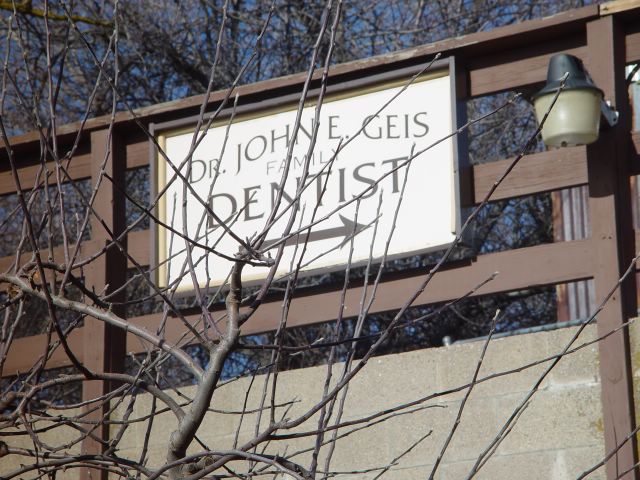 DR. JOHN E. GEIS
FAMILY
DENTIST